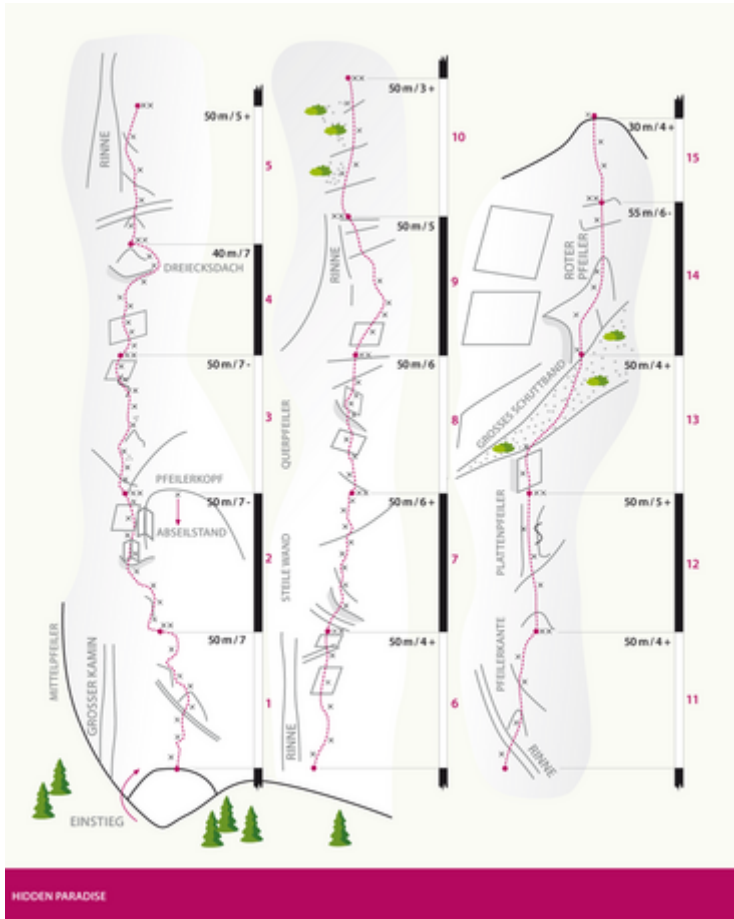 50 m / 5 +
RINNE
5
40 m / 7
DREIECKSDACH
4
50 m / 7 -
3
PFEILERKOPF
50 m / 7 -
ABSEILSTAND
2
50 m / 7
MITTELPFEILER
GROSSER KAMIN
1
EINSTIEG
50 m / 3 +
10
50 m / 5
RINNE
9
50 m / 6
QUERPFEILER
8
50 m / 6 +
STEILE WAND
7
50 m / 4 +
RINNE
6
30 m / 4 +
15
55 m / 6 -
ROTER
PFEILER
14
50 m / 4 +
GROSSES SCHUTTBAND
13
50 m / 5 +
PLATTENPFEILER
12
50 m / 4 +
PFEILERKANTE
11
RINNE
HIDDEN PARADISE